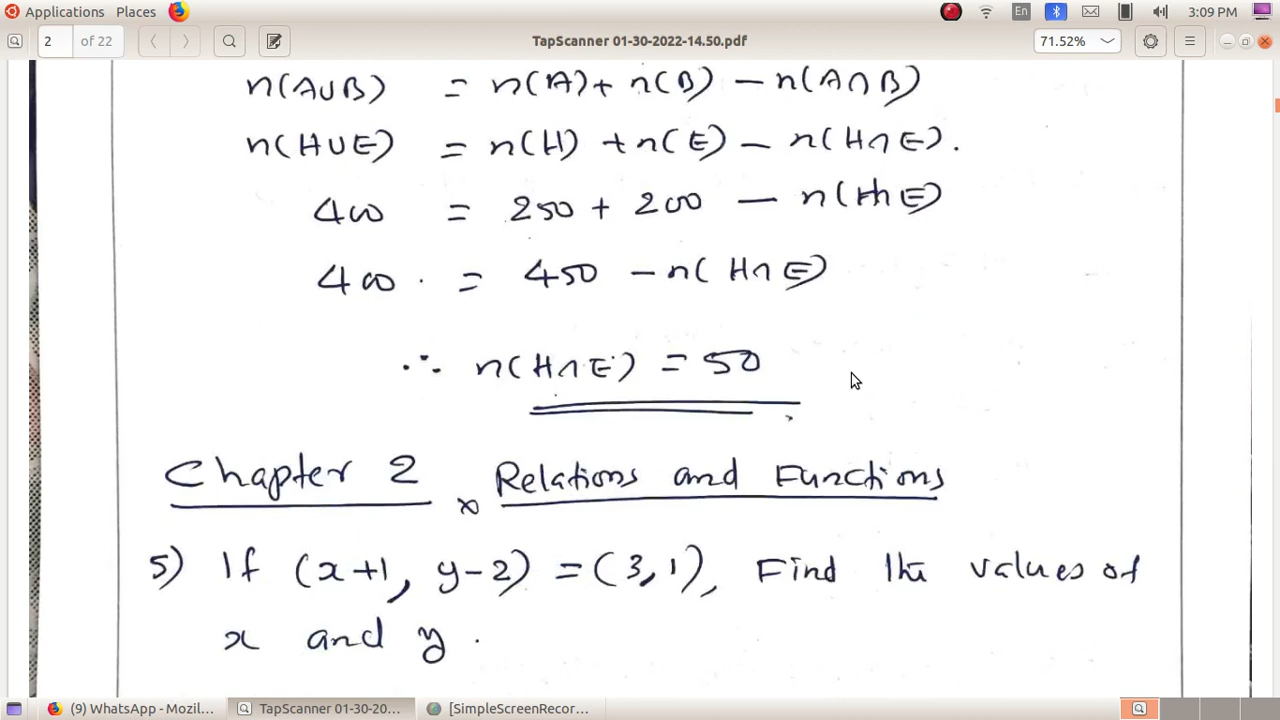 Applications Places En 3:09 PM
2 of 22 TapScanner 01-30-2022-14.50.pdf 71.52%
n(A∪B) = n(A)+ n(B) - n(A∩B)
n(H∪E) = n(H) + n(E) - n(H∩E).
400 = 250 + 200 - n(H∩E)
400 = 450 - n(H∩E)
∴ n(H∩E) = 50
Chapter 2 Relations and Functions
5) If (x+1, y-2) = (3,1), Find the values of
x and y.
(9) WhatsApp - Mozil... TapScanner 01-30-20... [SimpleScreenRecor...